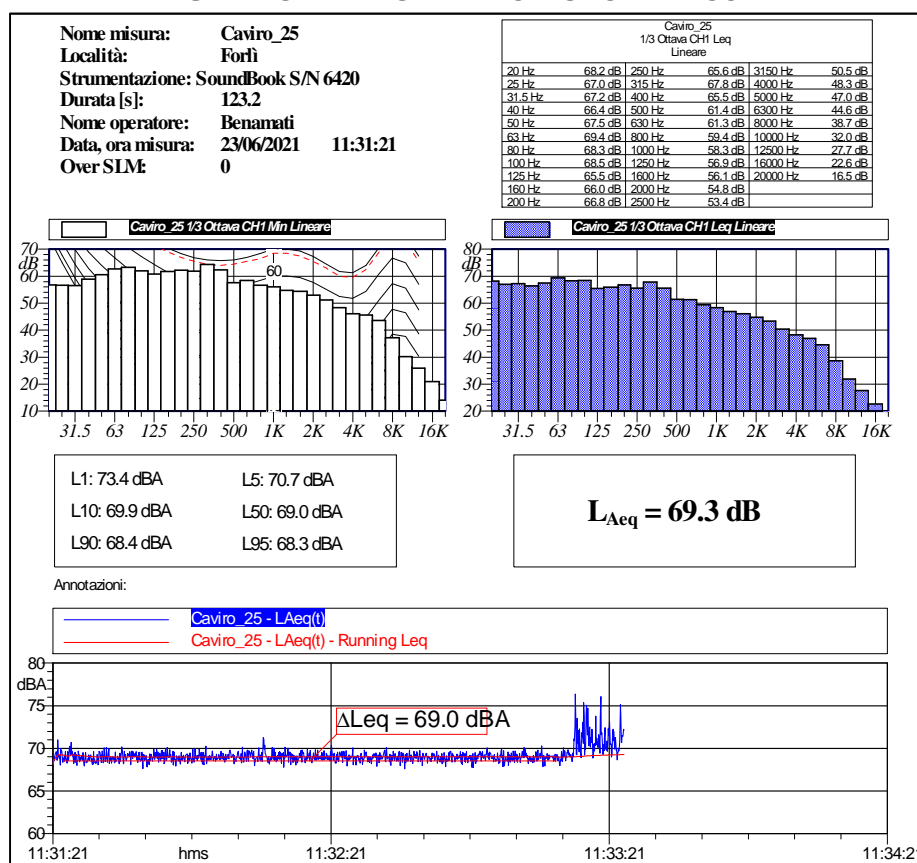 Nome misura: Caviro_25
Località: Forlì
Strumentazione: SoundBook S/N 6420
Durata [s]: 123.2
Nome operatore: Benamati
Data, ora misura: 23/06/2021 11:31:21
Over SLM: 0
Caviro_25
1/3 Ottava CH1 Leq
Lineare
20 Hz 68.2 dB 250 Hz 65.6 dB 3150 Hz 50.5 dB
25 Hz 67.0 dB 315 Hz 67.8 dB 4000 Hz 48.3 dB
31.5 Hz 67.2 dB 400 Hz 65.5 dB 5000 Hz 47.0 dB
40 Hz 66.4 dB 500 Hz 61.4 dB 6300 Hz 44.6 dB
50 Hz 67.5 dB 630 Hz 61.3 dB 8000 Hz 38.7 dB
63 Hz 69.4 dB 800 Hz 59.4 dB 10000 Hz 32.0 dB
80 Hz 68.3 dB 1000 Hz 58.3 dB 12500 Hz 27.7 dB
100 Hz 68.5 dB 1250 Hz 56.9 dB 16000 Hz 22.6 dB
125 Hz 65.5 dB 1600 Hz 56.1 dB 20000 Hz 16.5 dB
160 Hz 66.0 dB 2000 Hz 54.8 dB
200 Hz 66.8 dB 2500 Hz 53.4 dB
Caviro_25 1/3 Ottava CH1 Min Lineare
70
dB
60
50
40
30
20
10
60
31.5 63 125 250 500 1K 2K 4K 8K 16K
Caviro_25 1/3 Ottava CH1 Leq Lineare
80
dB
70
60
50
40
30
20
31.5 63 125 250 500 1K 2K 4K 8K 16K
L1: 73.4 dBA L5: 70.7 dBA
L10: 69.9 dBA L50: 69.0 dBA
L90: 68.4 dBA L95: 68.3 dBA
LAeq = 69.3 dB
Annotazioni:
Caviro_25 - LAeq(t)
Caviro_25 - LAeq(t) - Running Leq
80
dBA
75
70
65
60
ΔLeq = 69.0 dBA
11:31:21 hms 11:32:21 11:33:21 11:34:21